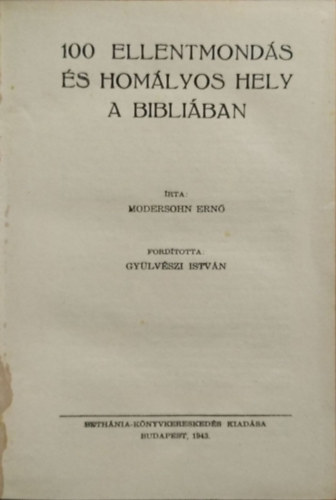 100 ELLENTMONDÁS
ÉS HOMÁLYOS HELY
A BIBLIÁBAN
ÍRTA:
MODERSOHN ERNŐ
FORDÍTOTTA:
GYÜLVÉSZI ISTVÁN
BETHÁNIA-KÖNYVKERESKEDÉS KIADÁSA
BUDAPEST, 1943.